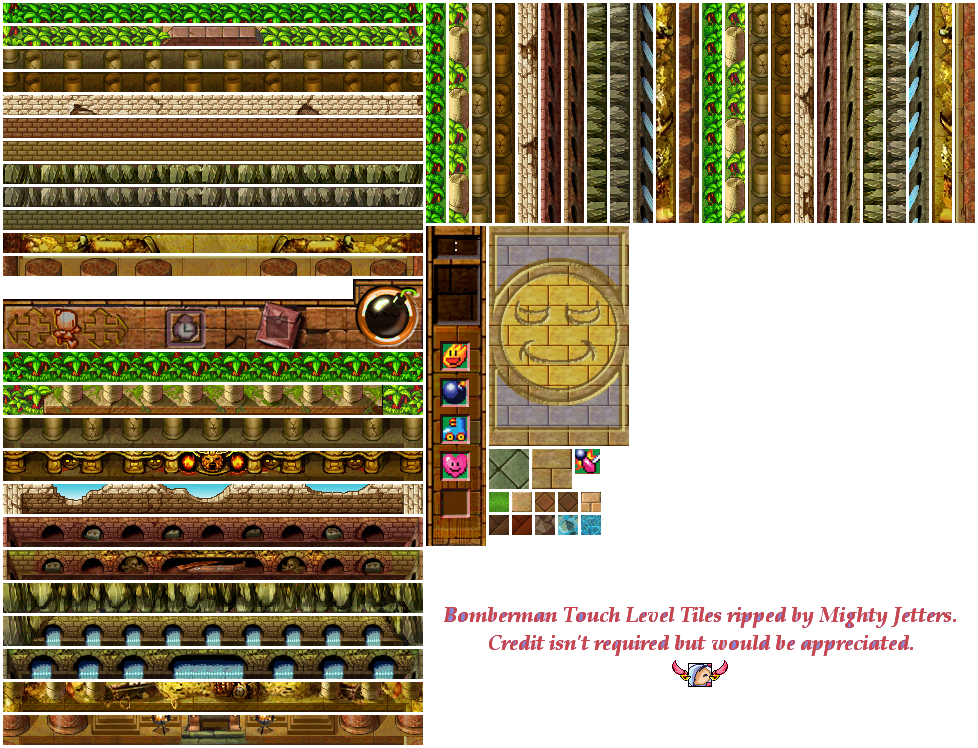 Bomberman Touch Level Tiles ripped by Mighty Jetters.
Credit isn't required but would be appreciated.